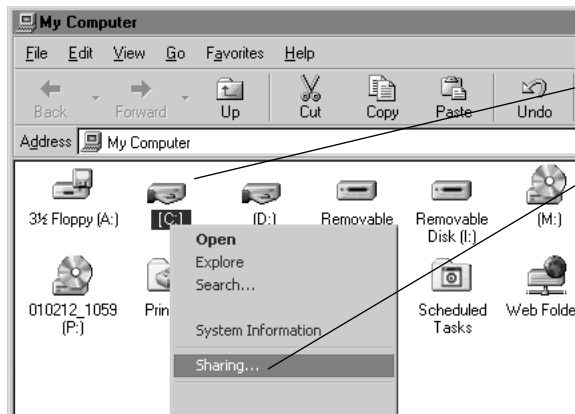 My Computer
File Edit View Go Favorites Help
Back Forward Up Cut Copy Paste Undo
Address My Computer
3½ Floppy (A:) (C:) (D:) Removable Removable Disk (I:) (M:)
Open
Explore
Search...
System Information
Sharing...
010212_1059 (P:) Prin Scheduled Tasks Web Folde